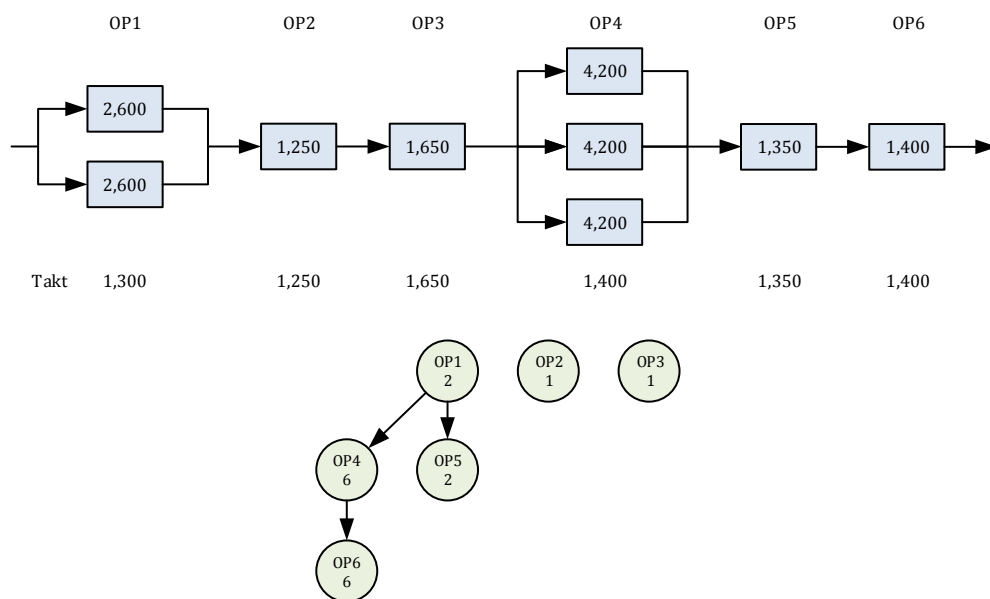 OP1 OP2 OP3 OP4 OP5 OP6
4,200
2,600
1,250 1,650 4,200 1,350 1,400
2,600
4,200
Takt 1,300 1,250 1,650 1,400 1,350 1,400
OP1
2
OP2
1
OP3
1
OP4
6
OP5
2
OP6
6